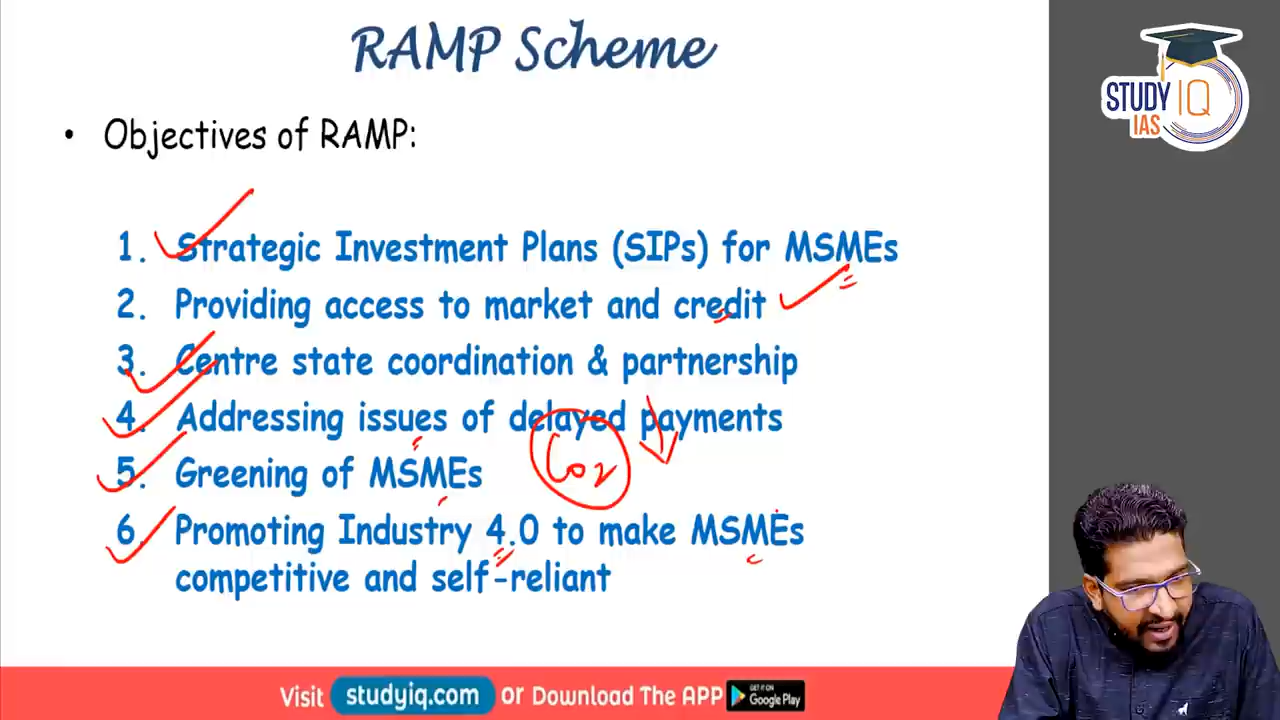 RAMP Scheme
STUDY IQ
IAS
• Objectives of RAMP:
1. Strategic Investment Plans (SIPs) for MSMEs
2. Providing access to market and credit
3. Centre state coordination & partnership
4. Addressing issues of delayed payments
5. Greening of MSMEs
CO2
6. Promoting Industry 4.0 to make MSMEs
competitive and self-reliant
Visit studyiq.com or Download The APP GET IT ON Google Play